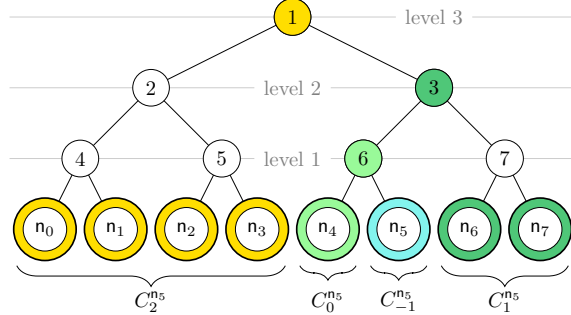 1 level 3
2 level 2 3
4 5 level 1 6 7
n₀ n₁ n₂ n₃ n₄ n₅ n₆ n₇
C₂ⁿ⁵ C₀ⁿ⁵ C₋₁ⁿ⁵ C₁ⁿ⁵